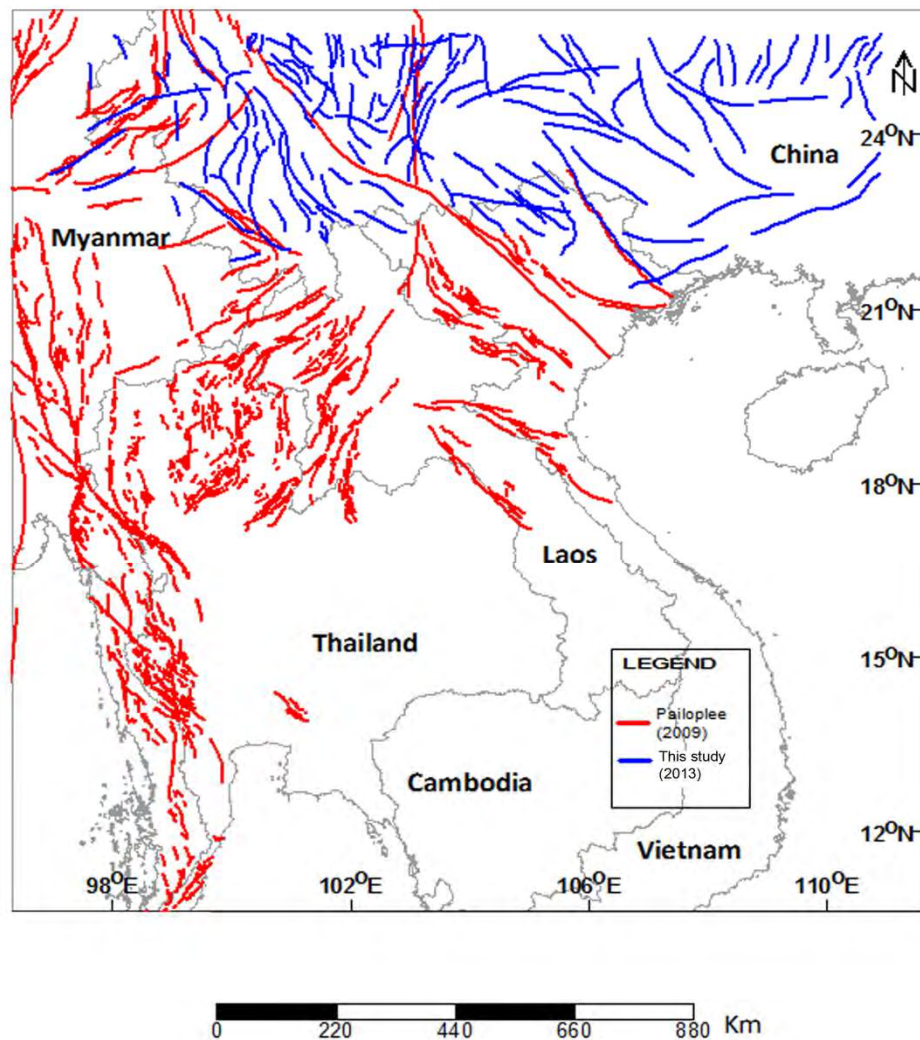 N
24°N
China
Myanmar
21°N
18°N
Laos
Thailand
15°N
LEGEND
Pailoplee
(2009)
This study
(2013)
Cambodia
12°N
Vietnam
98°E 102°E 106°E 110°E
0 220 440 660 880 Km